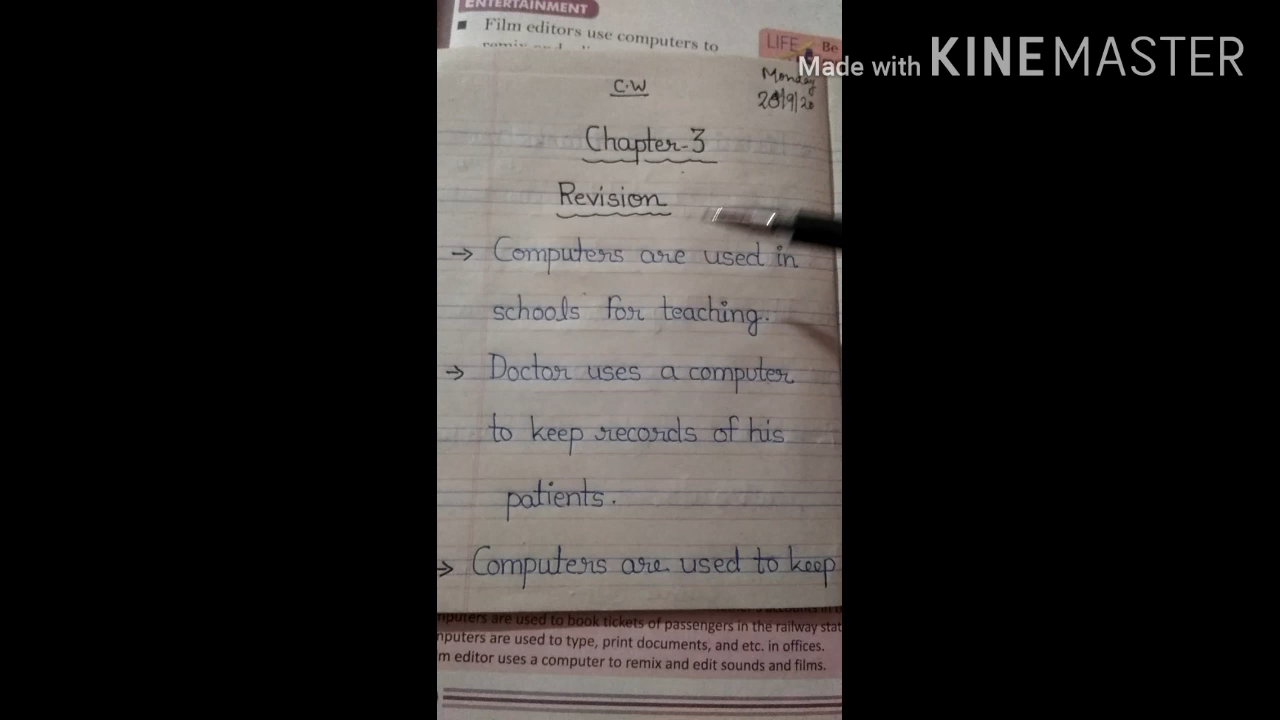 ENTERTAINMENT
Film editors use computers to
LIFE Be
Made with KINEMASTER
C.W
Monday
Chapter-3
Revision
→ Computers are used in
schools for teaching.
→ Doctor uses a computer
to keep records of his
patients.
→ Computers are used to keep
mputers are used to book tickets of passengers in the railway stat
mputers are used to type, print documents, and etc. in offices.
m editor uses a computer to remix and edit sounds and films.